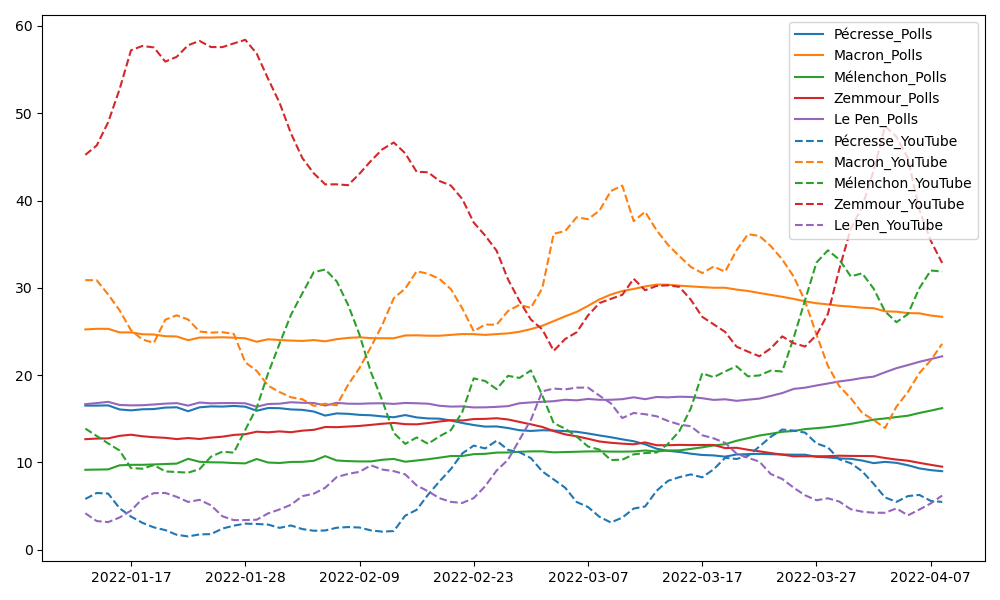 60
50
40
30
20
10
0
2022-01-17
2022-01-28
2022-02-09
2022-02-23
2022-03-07
2022-03-17
2022-03-27
2022-04-07
Pécresse_Polls
Macron_Polls
Mélenchon_Polls
Zemmour_Polls
Le Pen_Polls
Pécresse_YouTube
Macron_YouTube
Mélenchon_YouTube
Zemmour_YouTube
Le Pen_YouTube